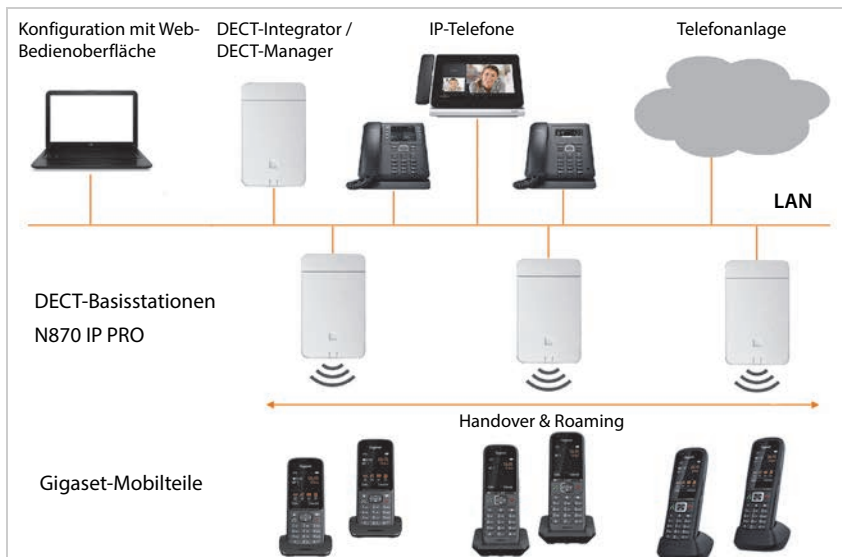 Konfiguration mit Web-
Bedienoberfläche
DECT-Integrator /
DECT-Manager
IP-Telefone
Telefonanlage
LAN
DECT-Basisstationen
N870 IP PRO
Handover & Roaming
Gigaset-Mobilteile